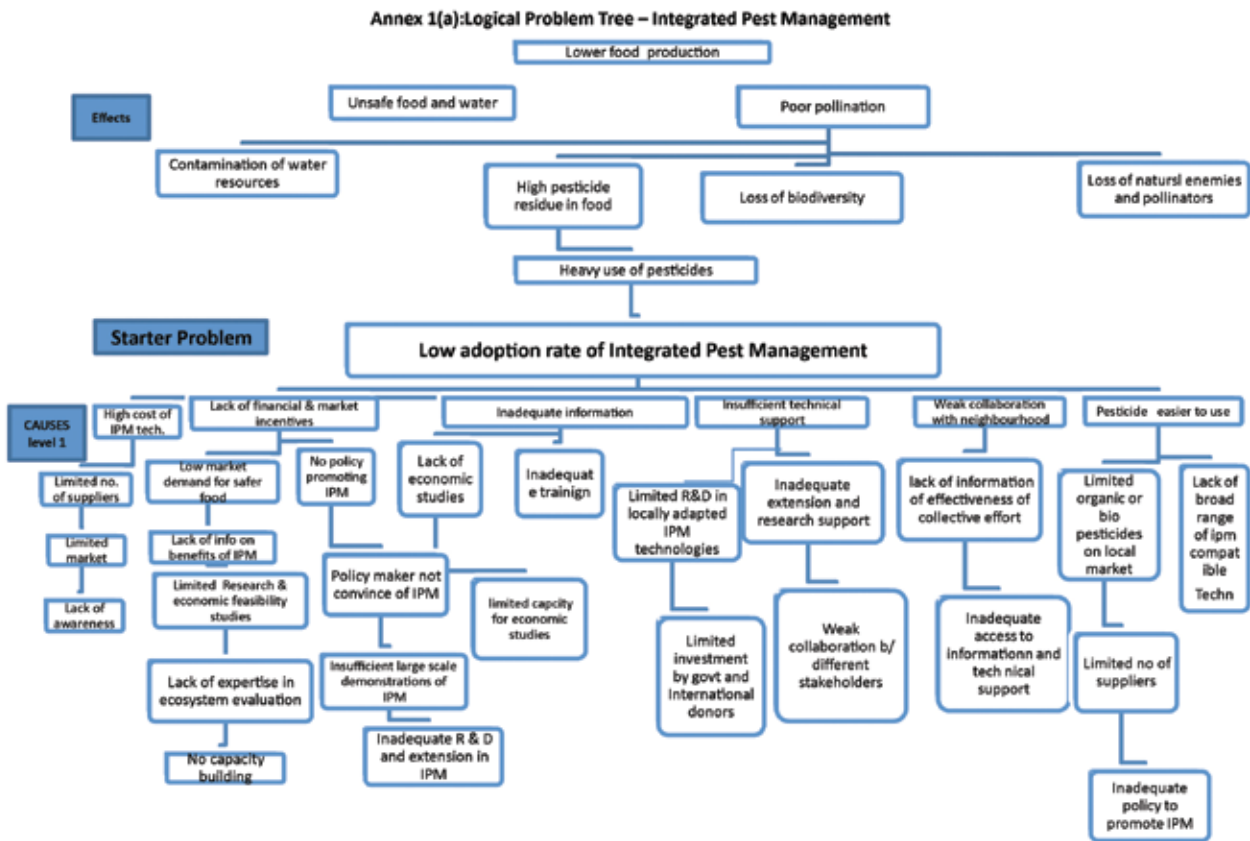 Annex 1(a):Logical Problem Tree – Integrated Pest Management
Lower food production
Effects
Unsafe food and water
Poor pollination
Contamination of water
resources
High pesticide
residue in food
Loss of biodiversity
Loss of natursl enemies
and pollinators
Heavy use of pesticides
Starter Problem
Low adoption rate of Integrated Pest Management
CAUSES
level 1
High cost of
IPM tech.
Lack of financial & market
incentives
Inadequate information
Insufficient technical
support
Weak collaboration
with neighbourhood
Pesticide easier to use
Limited no.
of suppliers
Limited
market
Lack of
awareness
Low market
demand for safer
food
Lack of info on
benefits of IPM
Limited Research &
economic feasibility
studies
Lack of expertise in
ecosystem evaluation
No capacity
building
No policy
promoting
IPM
Policy maker not
convince of IPM
Insufficient large scale
demonstrations of
IPM
Inadequate R & D
and extension in
IPM
Lack of
economic
studies
limited capcity
for economic
studies
Inadequat
e trainign
Limited R&D in
locally adapted
IPM
technologies
Limited
investment
by govt and
International
donors
Inadequate
extension and
research support
Weak
collaboration b/
different
stakeholders
lack of information
of effectiveness of
collective effort
Inadequate
access to
informationn and
tech nical
support
Limited
organic or
bio
pesticides
on local
market
Limited no of
suppliers
Inadequate
policy to
promote IPM
Lack of
broad
range
of ipm
compat
ible
Techn